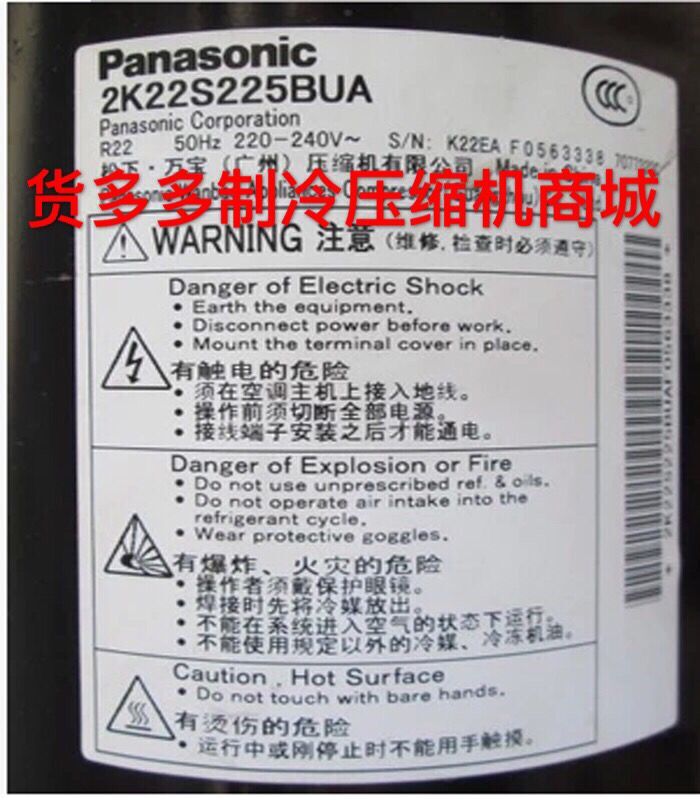 Panasonic
2K22S225BUA
Panasonic Corporation
R22 50Hz 220-240V~ S/N: K22EA F0563338
松下·万宝（广州）压缩机有限公司 Made in China
货多多制冷压缩机商城
WARNING 注意 (维修，检查时必须遵守)
Danger of Electric Shock
• Earth the equipment.
• Disconnect power before work.
• Mount the terminal cover in place.
有触电的危险
• 须在空调主机上接入地线。
• 操作前须切断全部电源。
• 接线端子安装之后才能通电。
Danger of Explosion or Fire
• Do not use unprescribed ref. & oils.
• Do not operate air intake into the
refrigerant cycle.
• Wear protective goggles.
有爆炸、火灾的危险
• 操作者须戴保护眼镜。
• 焊接时先将冷媒放出。
• 不能在系统进入空气的状态下运行。
• 不能使用规定以外的冷媒、冷冻机油。
Caution . Hot Surface
• Do not touch with bare hands.
有烫伤的危险
• 运行中或刚停止时不能用手触摸。
* 2K22S225BUAF0563338 *